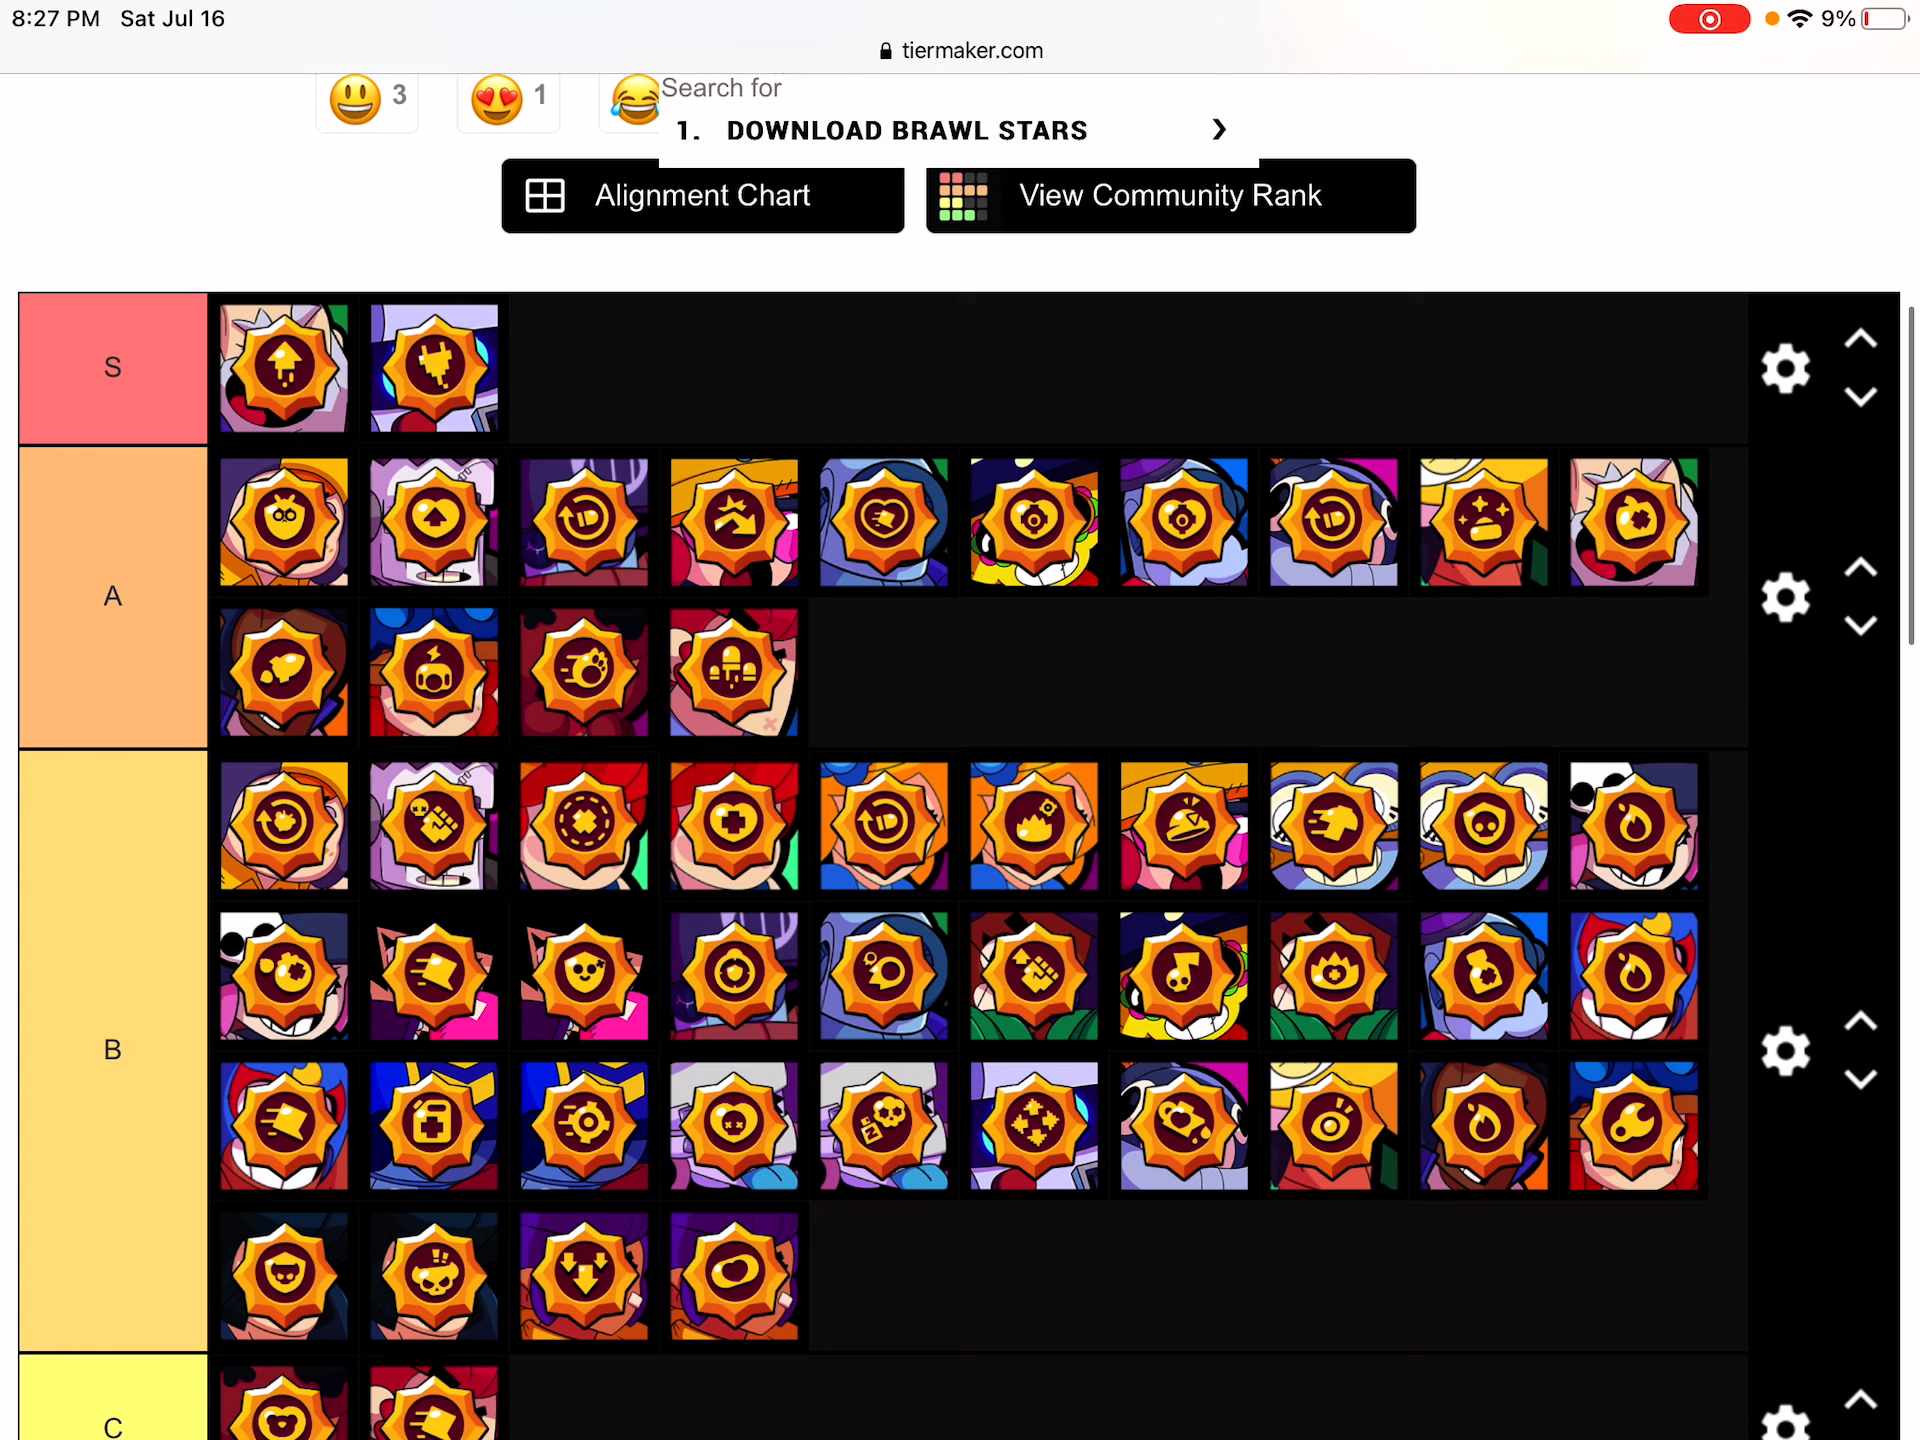 8:27 PM Sat Jul 16
9%
tiermaker.com
3
1
Search for
1. DOWNLOAD BRAWL STARS
Alignment Chart
View Community Rank
S
A
B
C